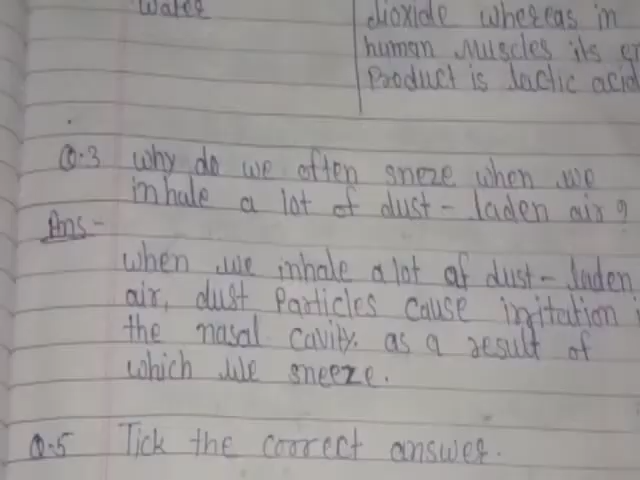 water
dioxide whereas in
human muscles its
Product is lactic acid
Q.3 why do we often sneze when we
inhale a lot of dust-laden air?
Ans-
when we inhale a lot of dust-laden
air, dust particles cause irritation
the nasal cavity. as a result of
which we sneeze.
Q.5 Tick the correct answer.